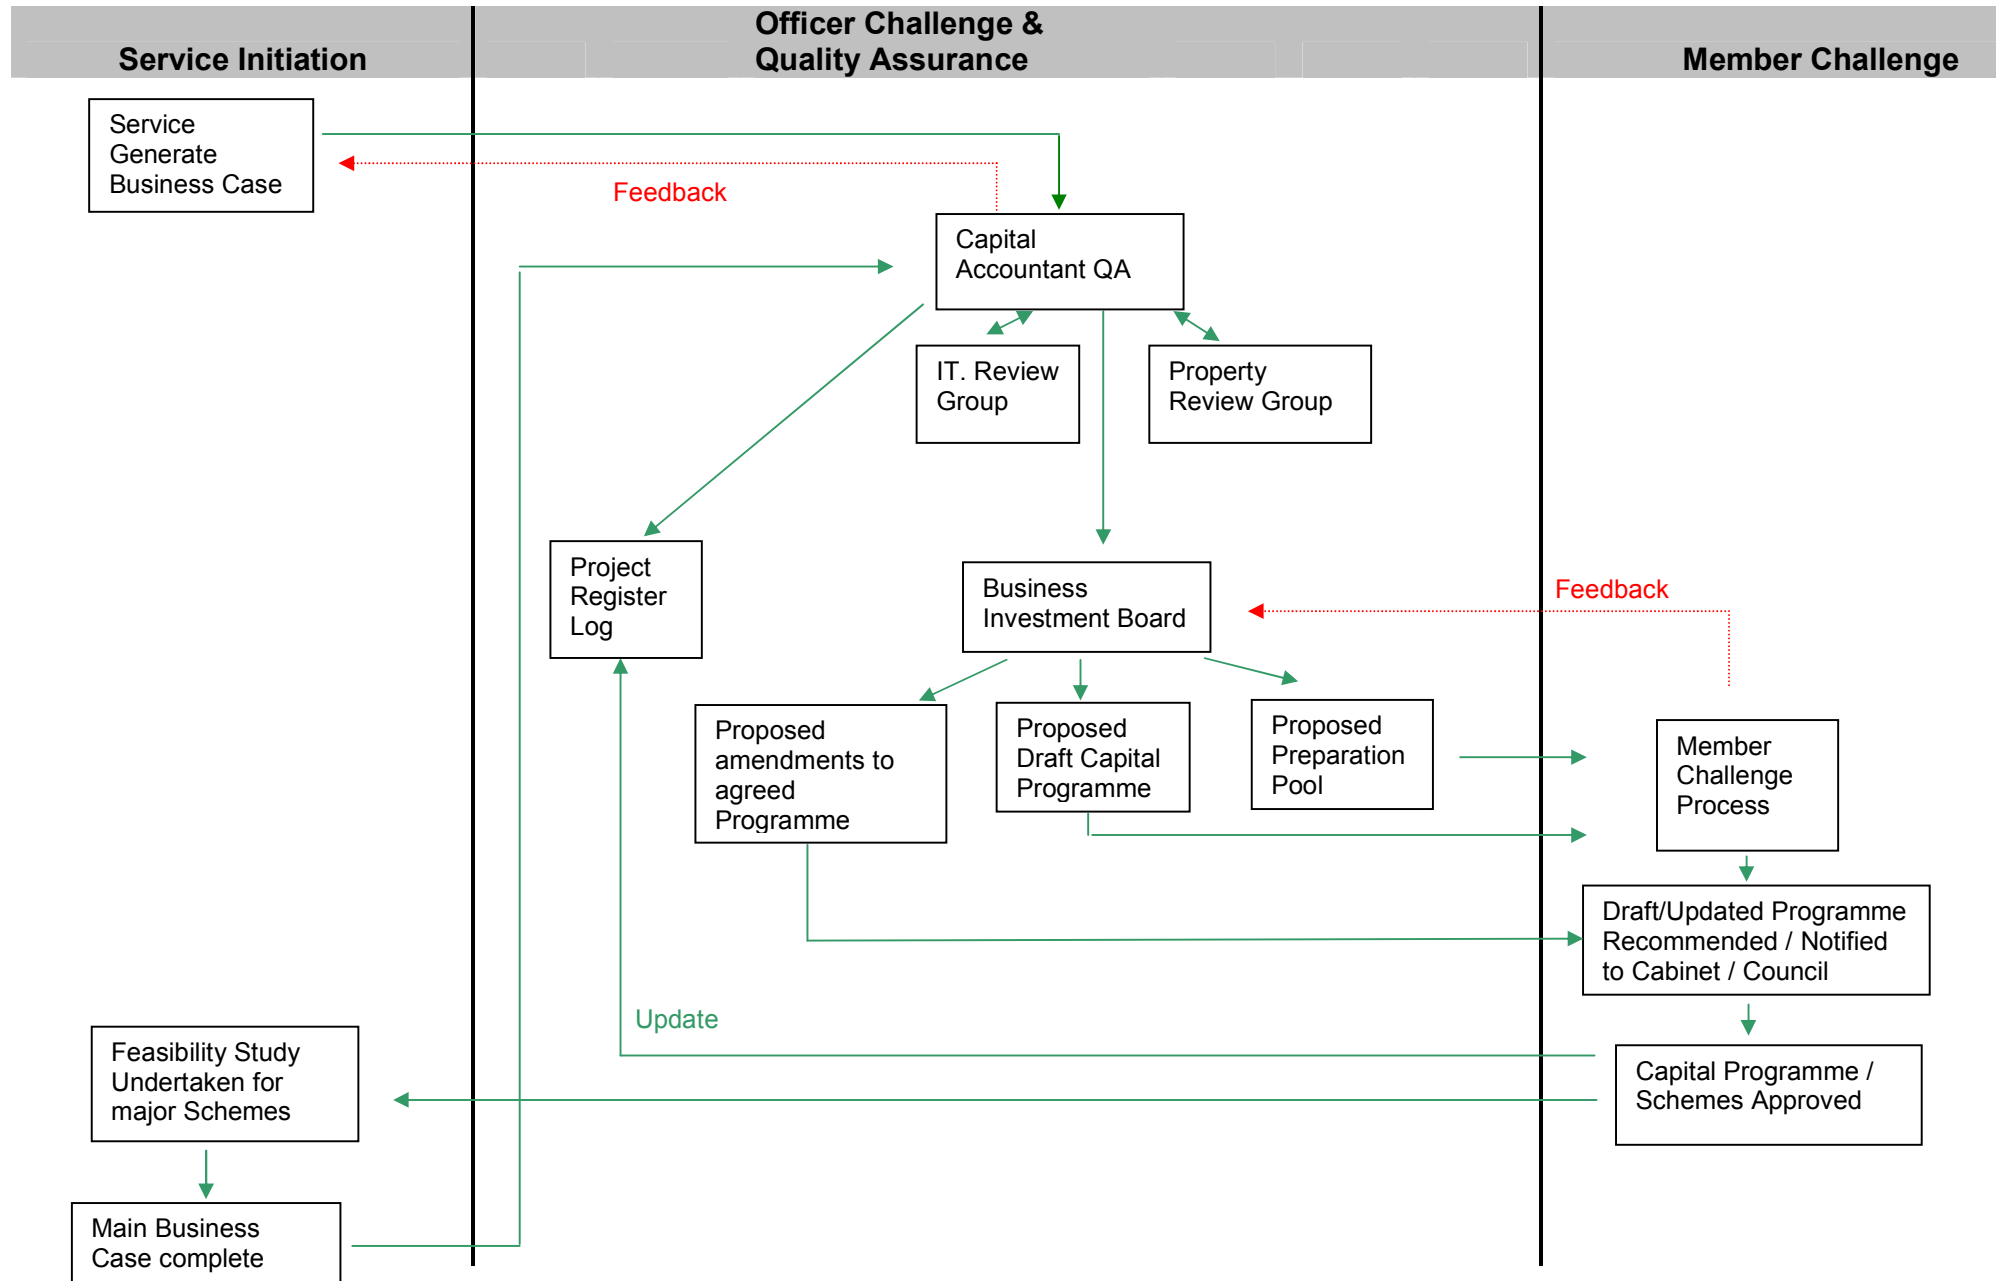 Service Initiation
Officer Challenge &
Quality Assurance
Member Challenge
Service
Generate
Business Case
Feedback
Capital
Accountant QA
IT. Review
Group
Property
Review Group
Project
Register
Log
Business
Investment Board
Feedback
Proposed
amendments to
agreed
Programme
Proposed
Draft Capital
Programme
Proposed
Preparation
Pool
Member
Challenge
Process
Draft/Updated Programme
Recommended / Notified
to Cabinet / Council
Update
Feasibility Study
Undertaken for
major Schemes
Capital Programme /
Schemes Approved
Main Business
Case complete